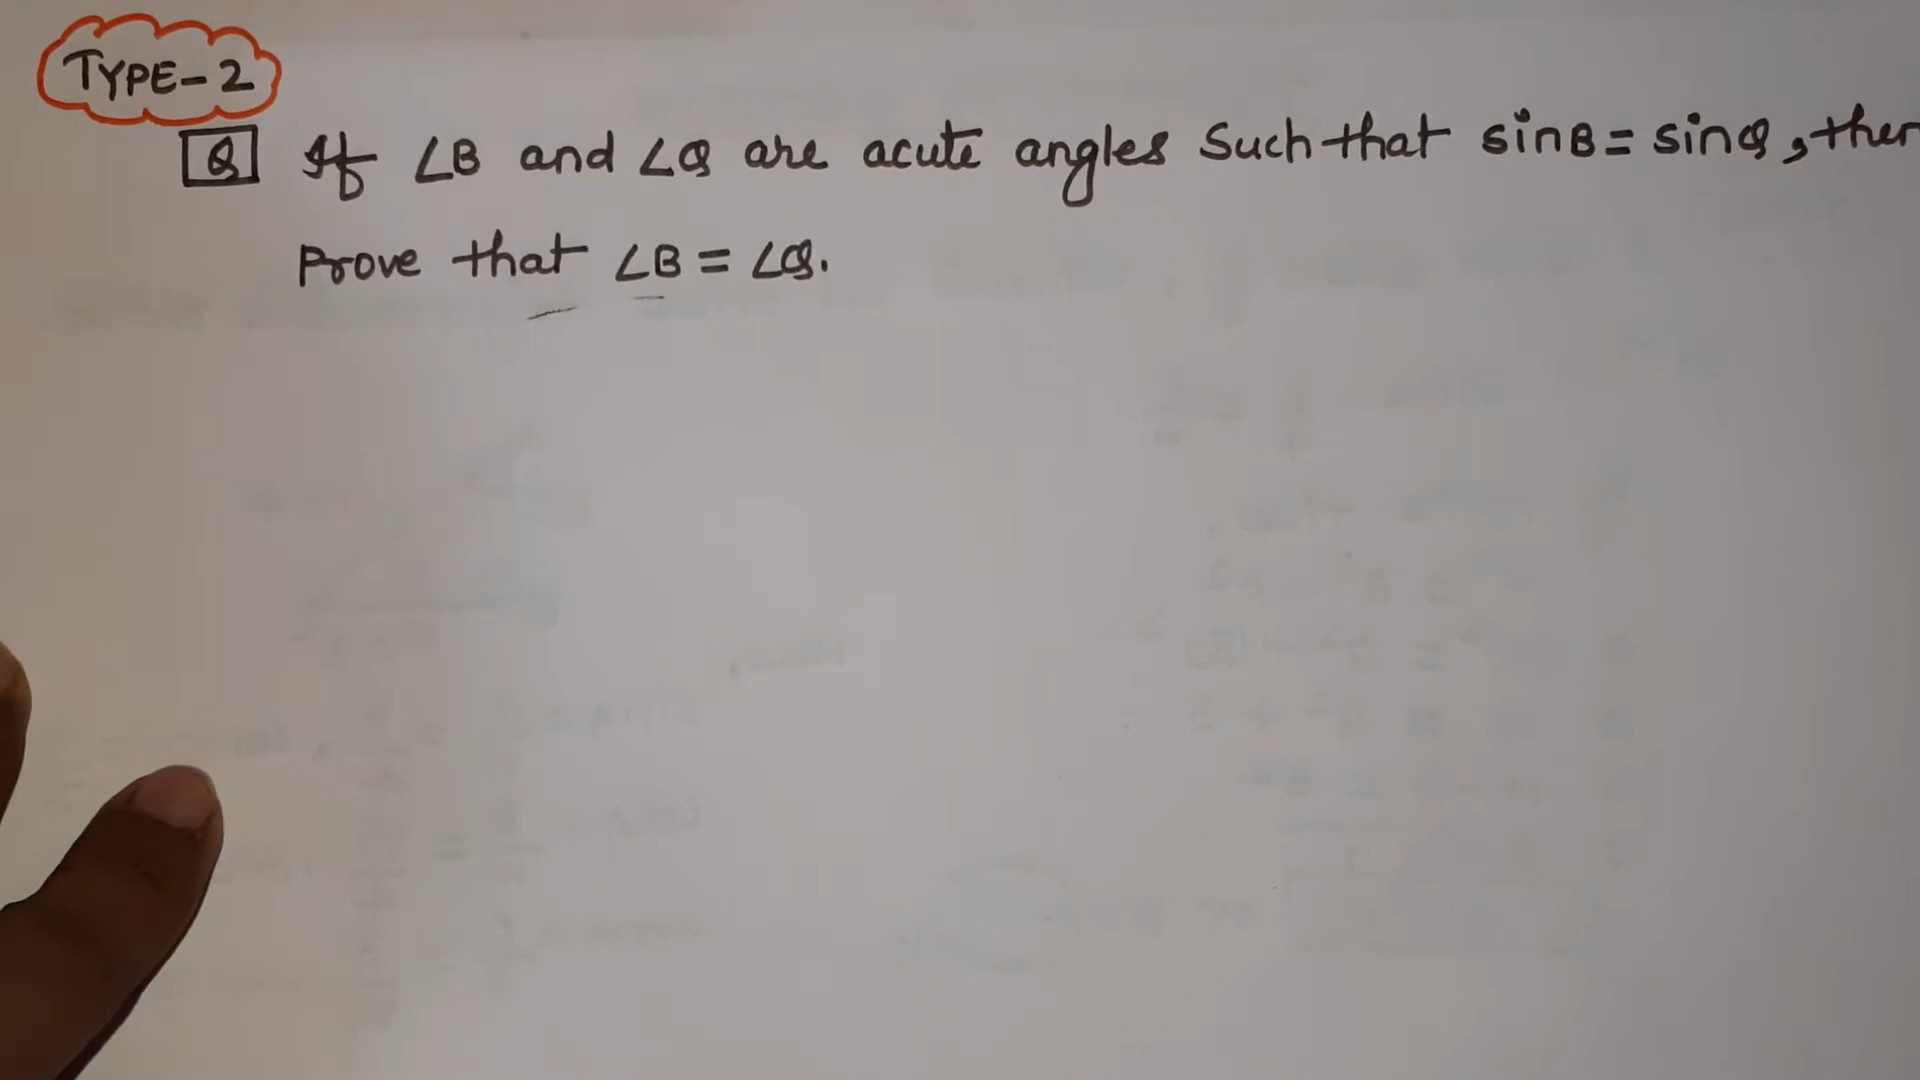 TYPE-2
Q If ∠B and ∠Q are acute angles Such that sinB = sinQ, then
Prove that ∠B = ∠Q.